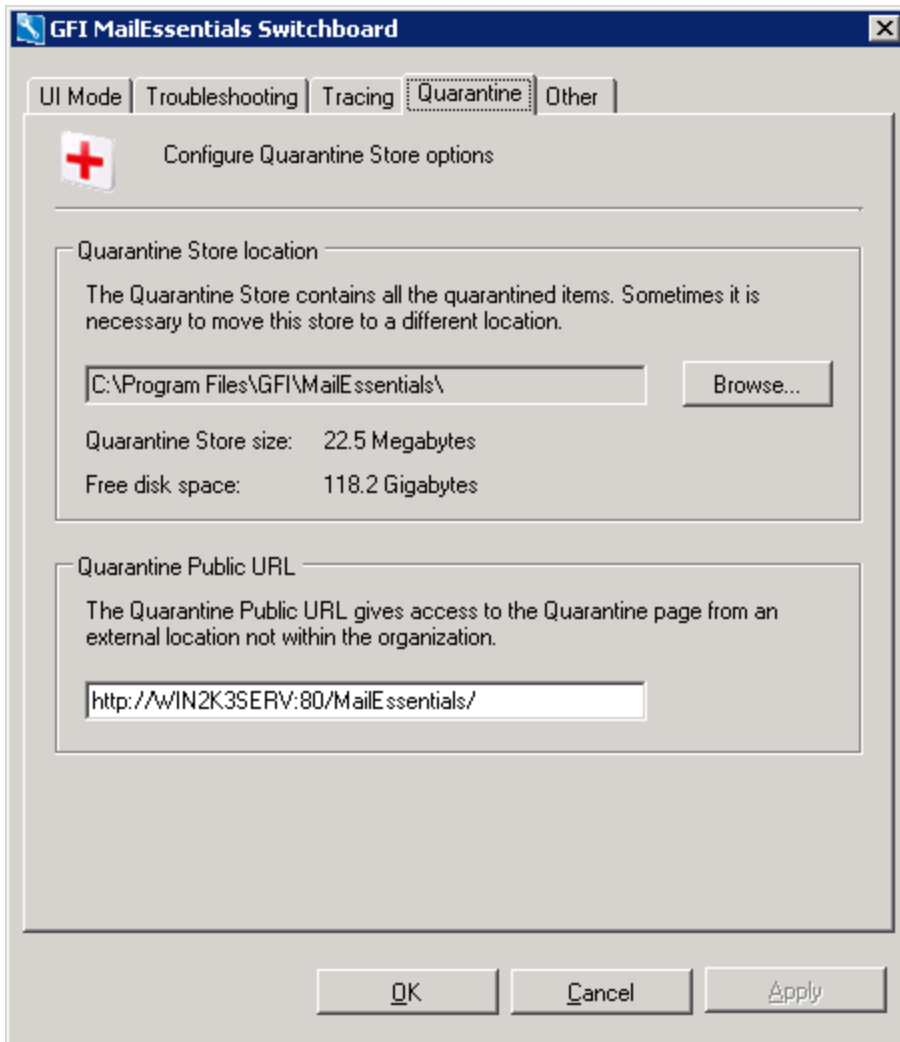 GFI MailEssentials Switchboard
UI Mode Troubleshooting Tracing Quarantine Other
Configure Quarantine Store options
Quarantine Store location
The Quarantine Store contains all the quarantined items. Sometimes it is
necessary to move this store to a different location.
C:\Program Files\GFI\MailEssentials\ Browse...
Quarantine Store size: 22.5 Megabytes
Free disk space: 118.2 Gigabytes
Quarantine Public URL
The Quarantine Public URL gives access to the Quarantine page from an
external location not within the organization.
http://WIN2K3SERV:80/MailEssentials/
OK Cancel Apply